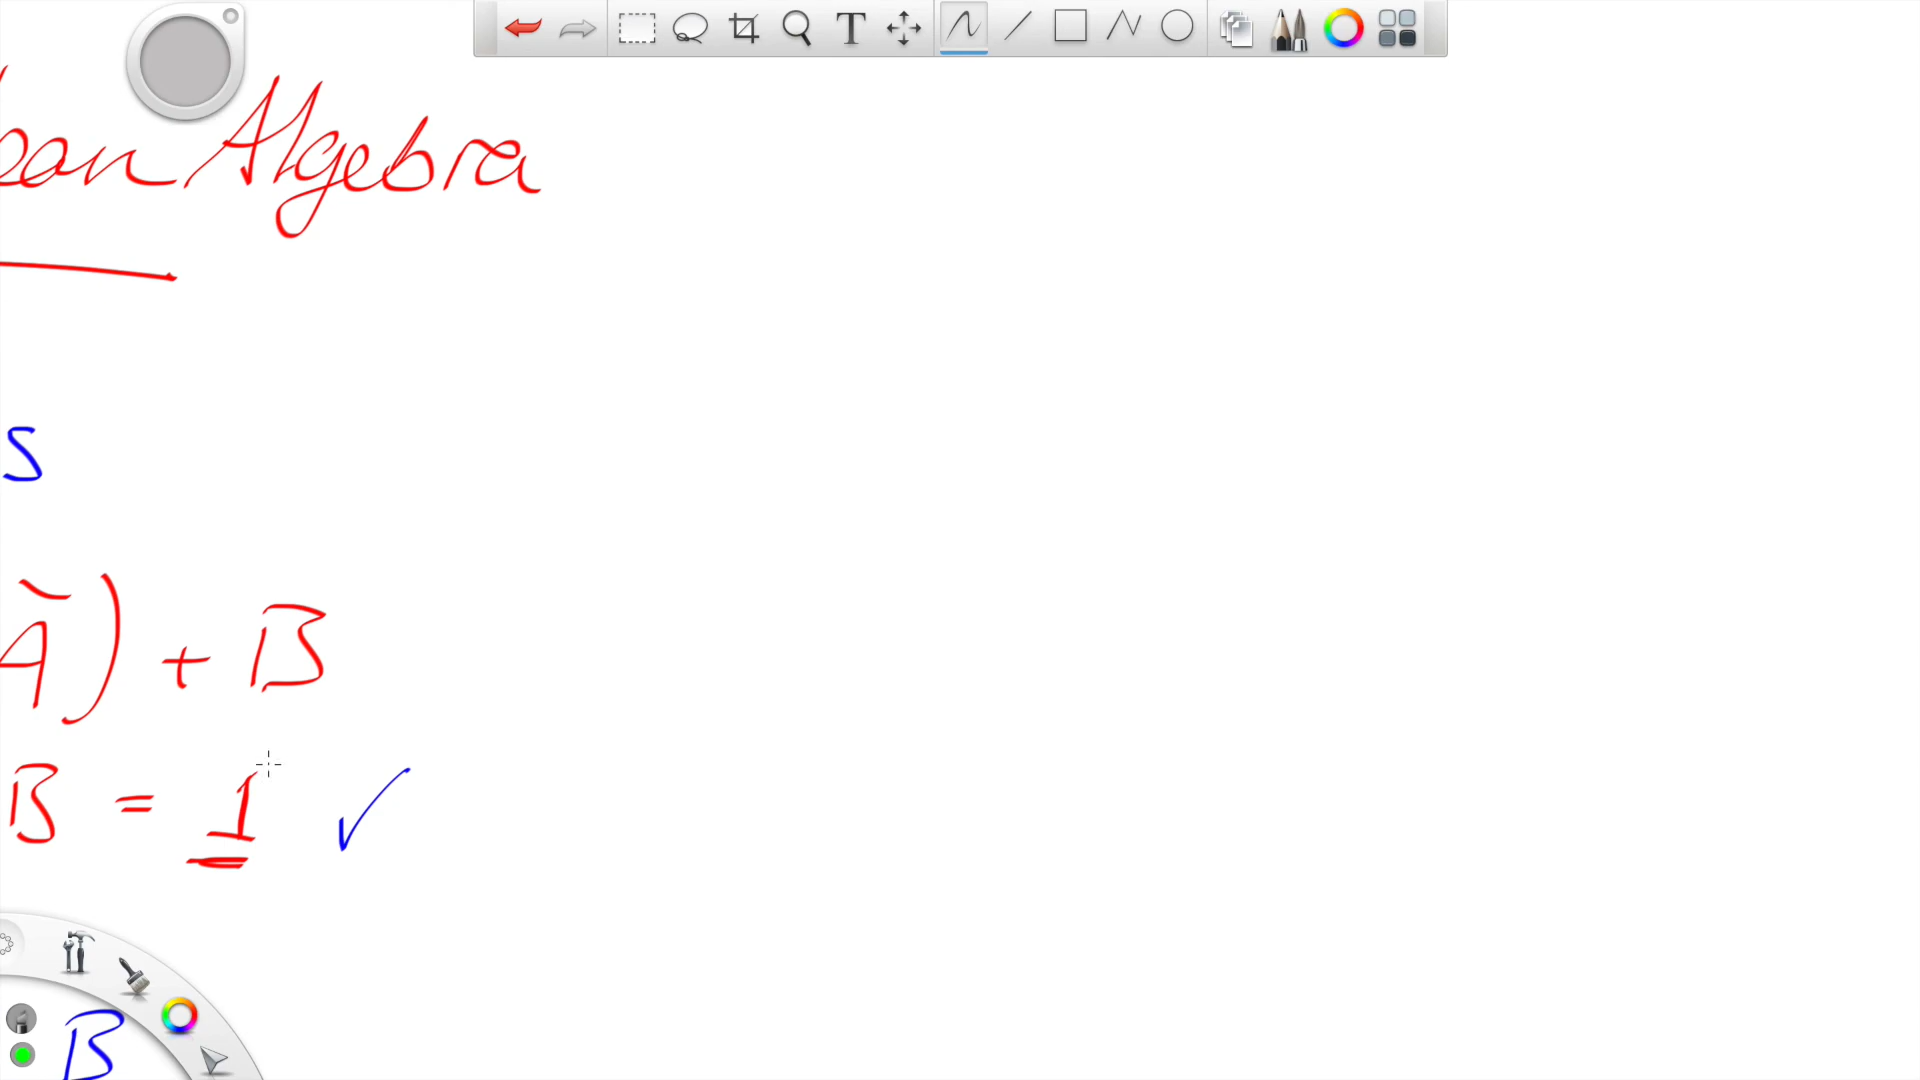 ean Algebra
s
Ā) + B
B = 1 ✓
B